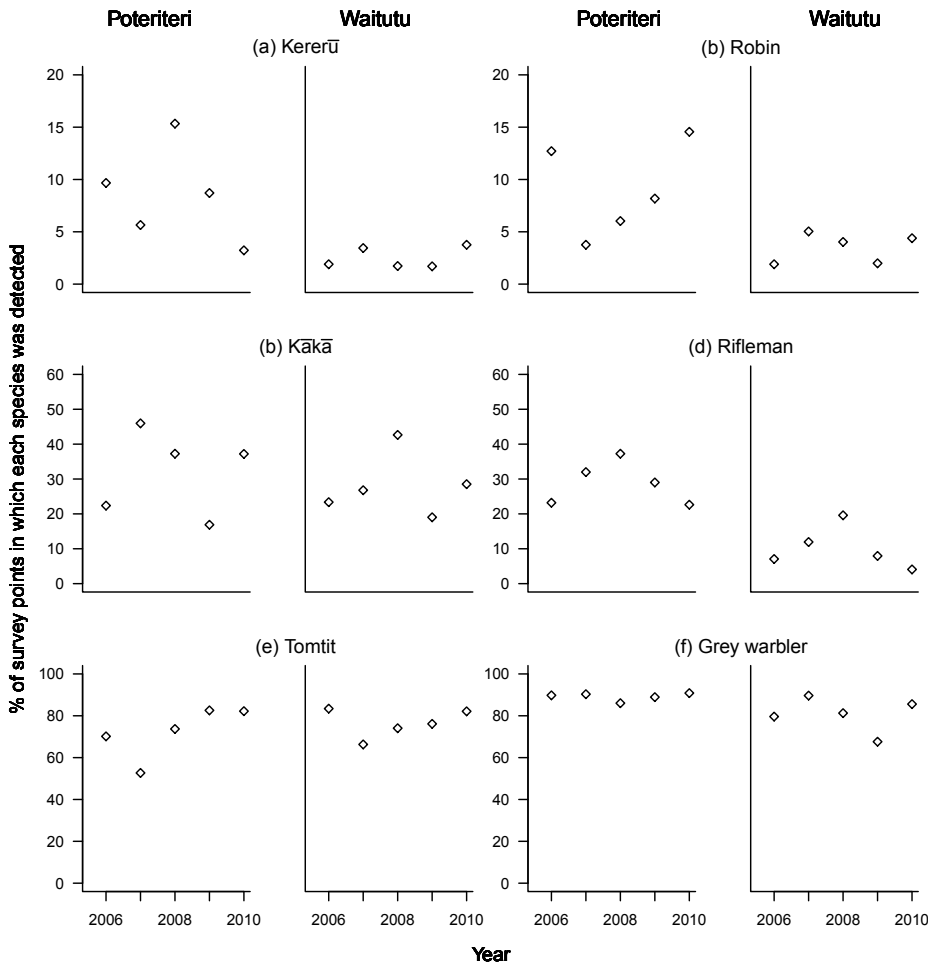 Poteriteri Waitutu Poteriteri Waitutu
(a) Kererū (b) Robin
20 20
15 15
10 10
5 5
0 0
(b) Kākā (d) Rifleman
60 60
50 50
40 40
30 30
20 20
10 10
0 0
(e) Tomtit (f) Grey warbler
100 100
80 80
60 60
40 40
20 20
0 0
2006 2008 2010 2006 2008 2010 2006 2008 2010 2006 2008 2010
Year
% of survey points in which each species was detected